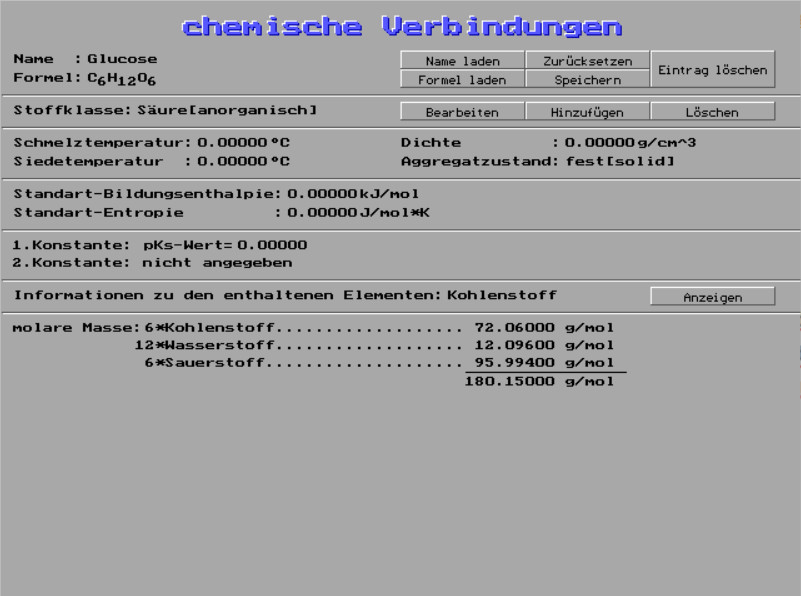 chemische Verbindungen
Name : Glucose
Formel: C6H12O6
Name laden
Zurücksetzen
Eintrag löschen
Formel laden
Speichern
Stoffklasse: Säure[anorganisch]
Bearbeiten
Hinzufügen
Löschen
Schmelztemperatur: 0.00000 °C
Dichte : 0.00000 g/cm^3
Siedetemperatur : 0.00000 °C
Aggregatzustand: fest[solid]
Standart-Bildungsenthalpie: 0.00000 kJ/mol
Standart-Entropie : 0.00000 J/mol*K
1.Konstante: pKs-Wert= 0.00000
2.Konstante: nicht angegeben
Informationen zu den enthaltenen Elementen: Kohlenstoff
Anzeigen
molare Masse: 6*Kohlenstoff.................... 72.06000 g/mol
12*Wasserstoff.................... 12.09600 g/mol
6*Sauerstoff..................... 95.99400 g/mol
180.15000 g/mol